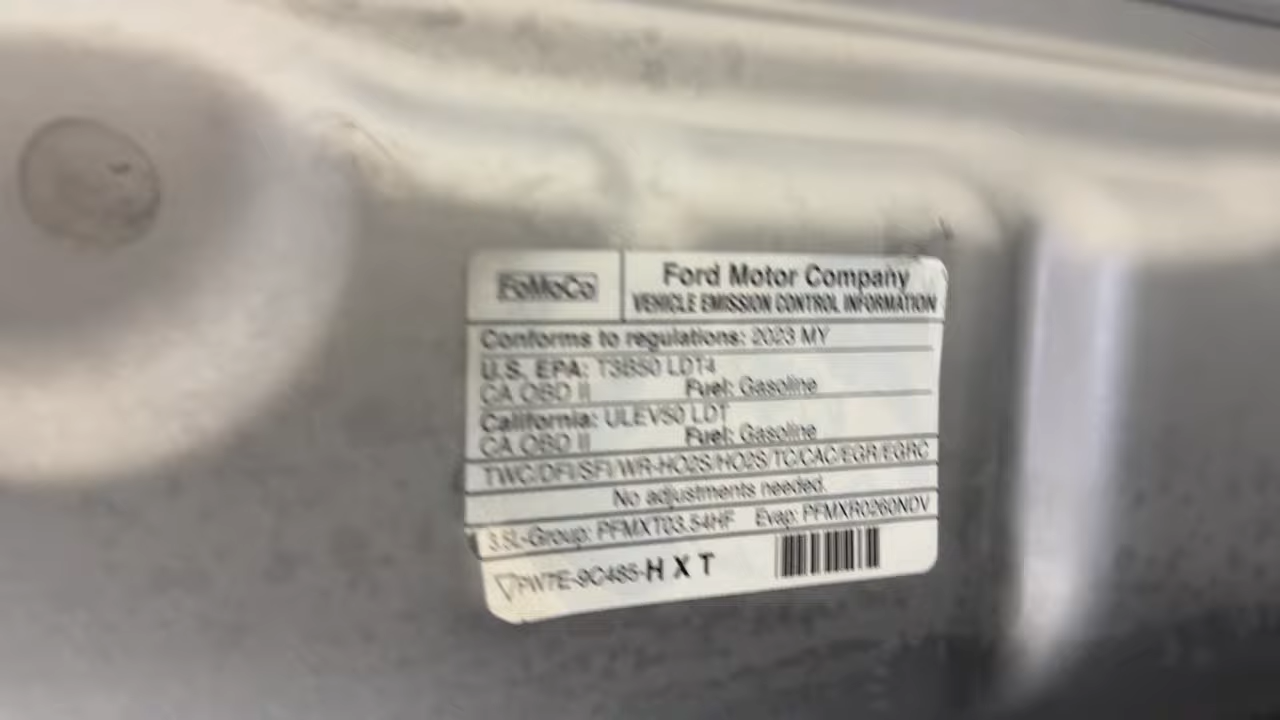 FoMoCo
Ford Motor Company
VEHICLE EMISSION CONTROL INFORMATION
Conforms to regulations: 2023 MY
U.S. EPA: T3B50 LDT4
CA OBD II Fuel: Gasoline
California: ULEV50 LDT
CA OBD II Fuel: Gasoline
TWC/DFI/SFI/WR-HO2S/HO2S/TC/CAC/EGR/EGRC
No adjustments needed.
3.5L-Group: PFMXT03.54HF Evap: PFMXR0260NDV
PW7E-9C485-HXT